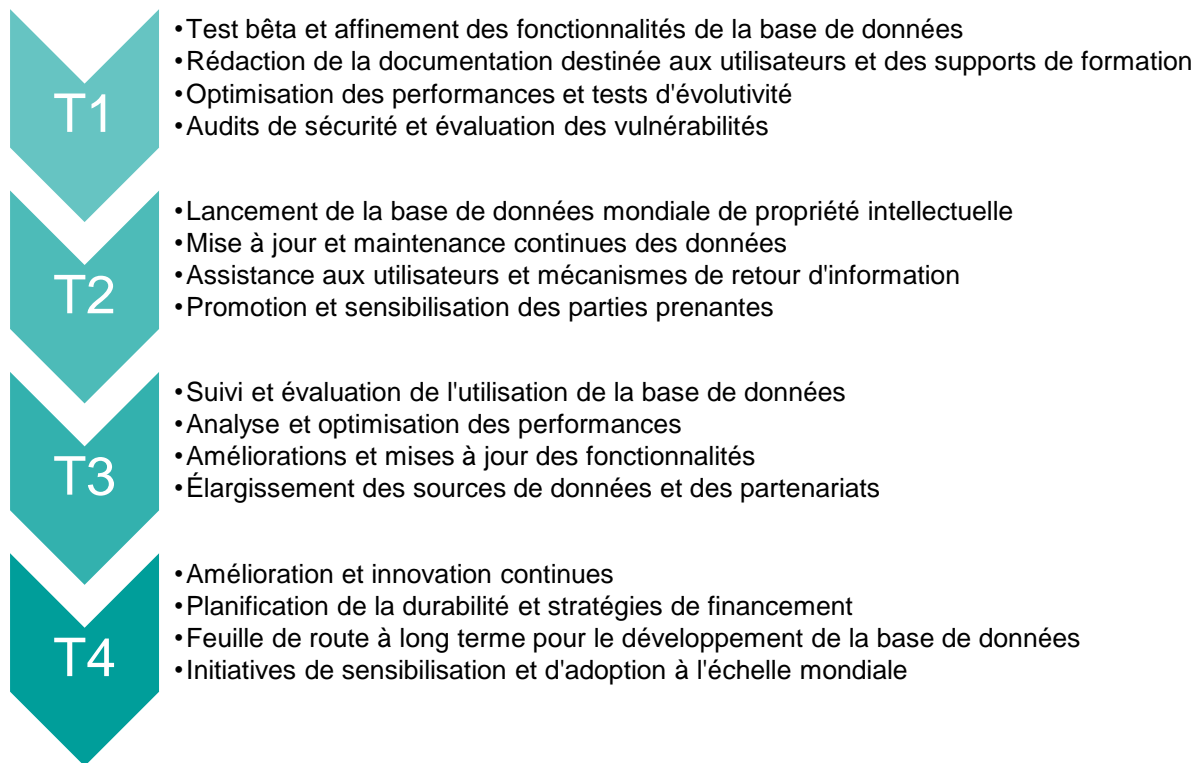 T1
•Test bêta et affinement des fonctionnalités de la base de données
•Rédaction de la documentation destinée aux utilisateurs et des supports de formation
•Optimisation des performances et tests d'évolutivité
•Audits de sécurité et évaluation des vulnérabilités
T2
•Lancement de la base de données mondiale de propriété intellectuelle
•Mise à jour et maintenance continues des données
•Assistance aux utilisateurs et mécanismes de retour d'information
•Promotion et sensibilisation des parties prenantes
T3
•Suivi et évaluation de l'utilisation de la base de données
•Analyse et optimisation des performances
•Améliorations et mises à jour des fonctionnalités
•Élargissement des sources de données et des partenariats
T4
•Amélioration et innovation continues
•Planification de la durabilité et stratégies de financement
•Feuille de route à long terme pour le développement de la base de données
•Initiatives de sensibilisation et d'adoption à l'échelle mondiale